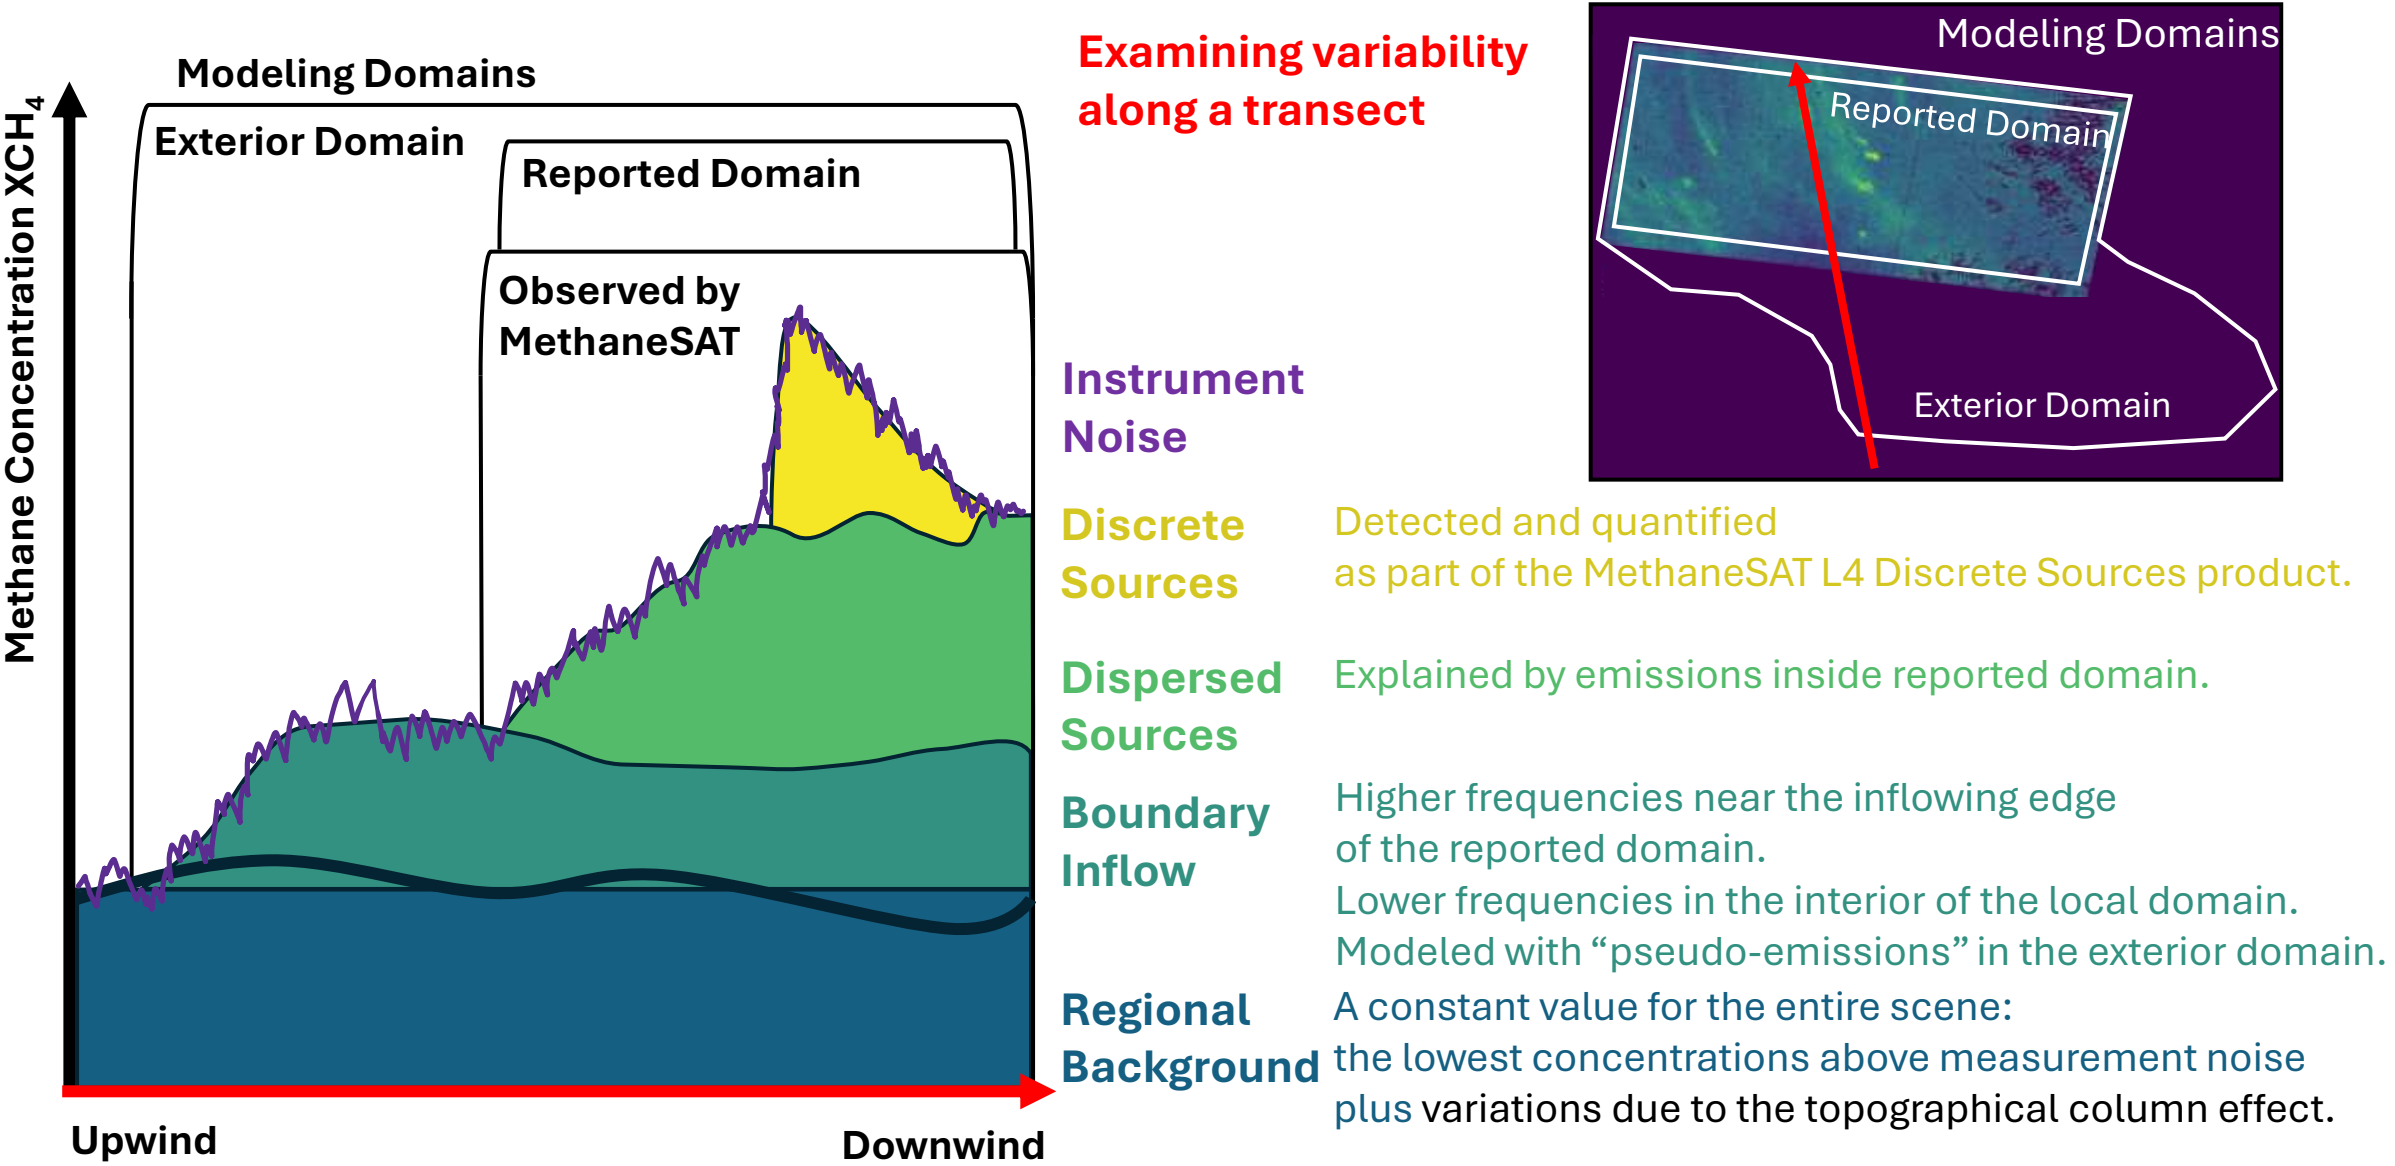 Modeling Domains
Exterior Domain
Reported Domain
Observed by
MethaneSAT
Methane Concentration XCH4
Upwind
Downwind
Examining variability
along a transect
Modeling Domains
Reported Domain
Exterior Domain
Instrument
Noise
Discrete
Sources
Detected and quantified
as part of the MethaneSAT L4 Discrete Sources product.
Dispersed
Sources
Explained by emissions inside reported domain.
Boundary
Inflow
Higher frequencies near the inflowing edge
of the reported domain.
Lower frequencies in the interior of the local domain.
Modeled with “pseudo-emissions” in the exterior domain.
Regional
Background
A constant value for the entire scene:
the lowest concentrations above measurement noise
plus variations due to the topographical column effect.